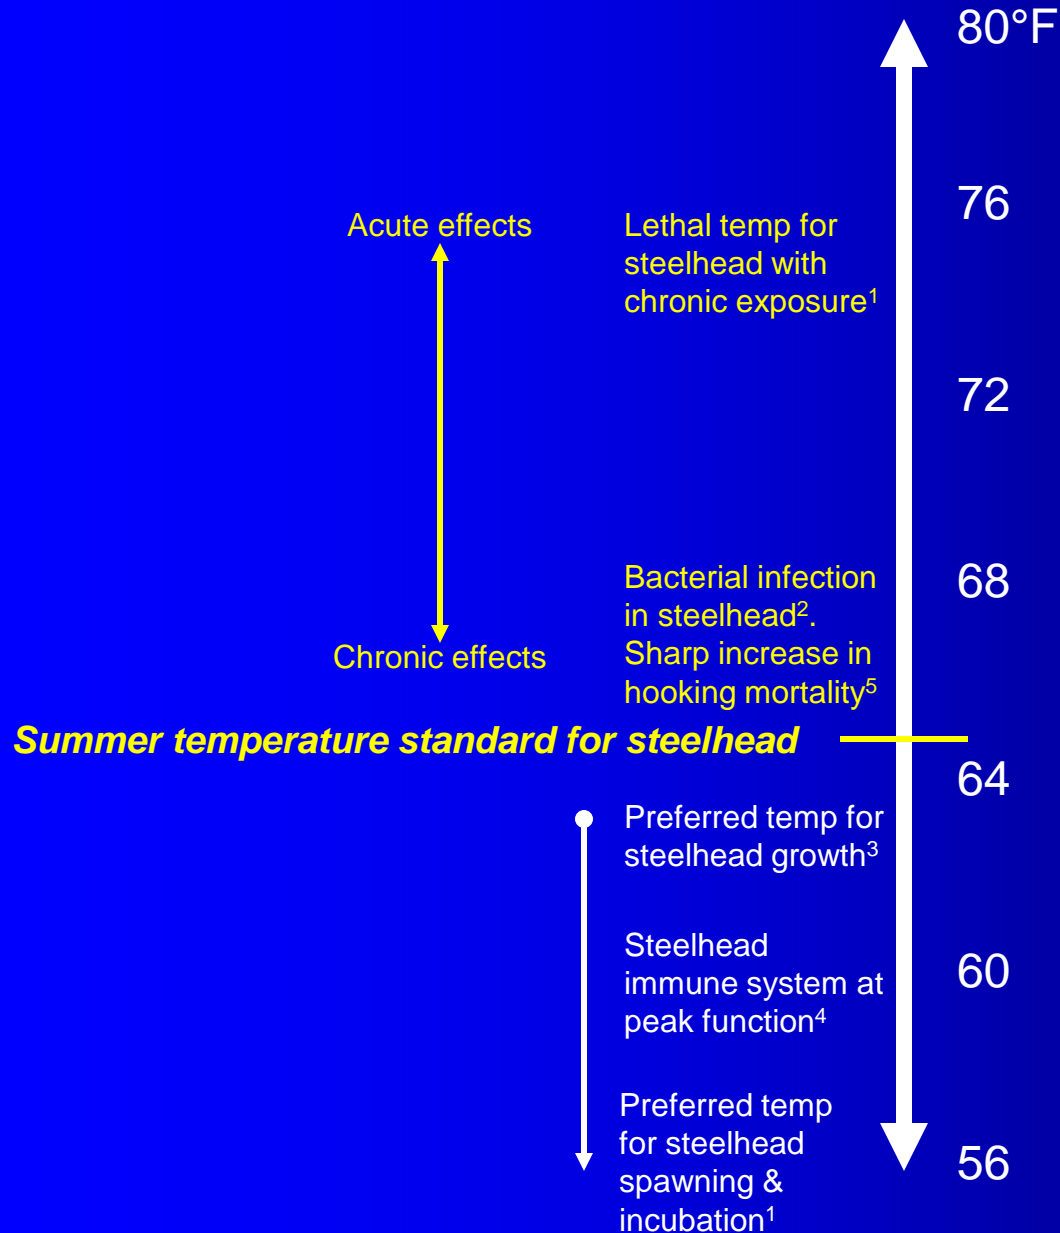 80°F
76
Acute effects
Lethal temp for
steelhead with
chronic exposure1
72
68
Bacterial infection
in steelhead2.
Sharp increase in
hooking mortality5
Chronic effects
Summer temperature standard for steelhead
64
Preferred temp for
steelhead growth3
Steelhead
immune system at
peak function4
60
Preferred temp
for steelhead
spawning &
incubation1
56